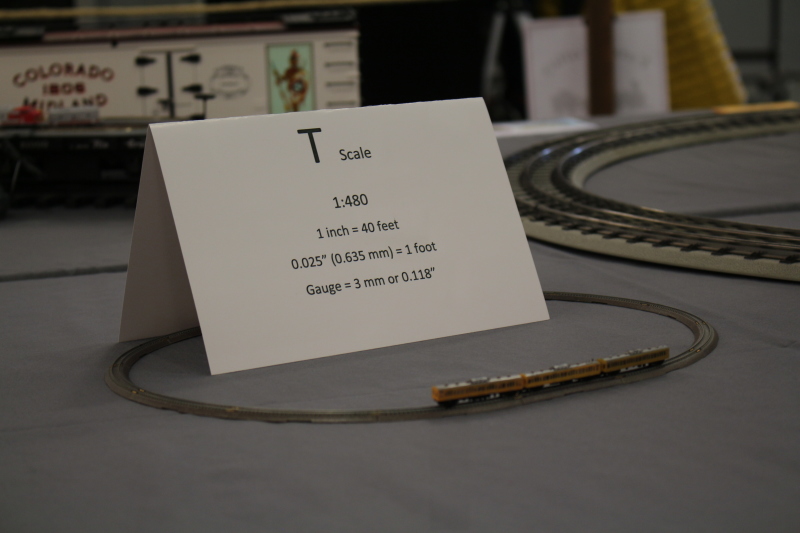 COLORADO
1808
MIDLAND
T Scale
1:480
1 inch = 40 feet
0.025" (0.635 mm) = 1 foot
Gauge = 3 mm or 0.118"